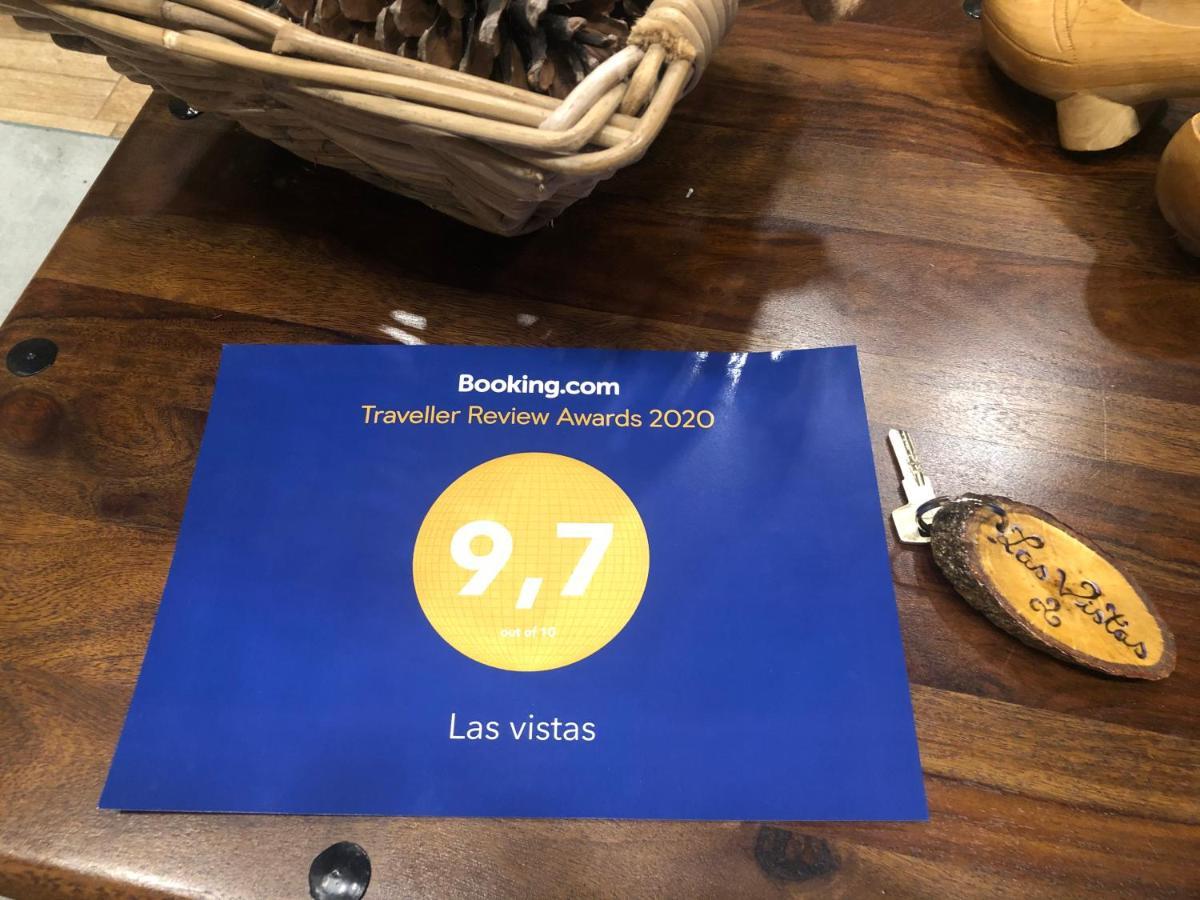 Booking.com
Traveller Review Awards 2020
9,7
out of 10
Las vistas
Las Vistas
2